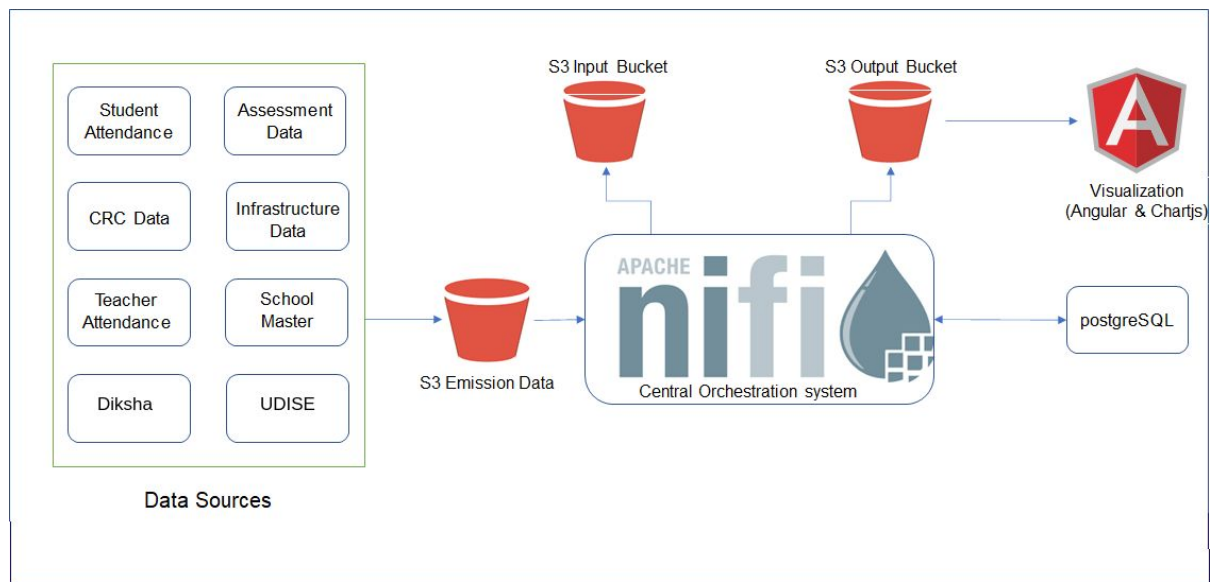 S3 Input Bucket
S3 Output Bucket
Student
Attendance
Assessment
Data
CRC Data
Infrastructure
Data
Teacher
Attendance
School
Master
Diksha
UDISE
Data Sources
S3 Emission Data
APACHE
nifi
Central Orchestration system
A
Visualization
(Angular & Chartjs)
postgreSQL